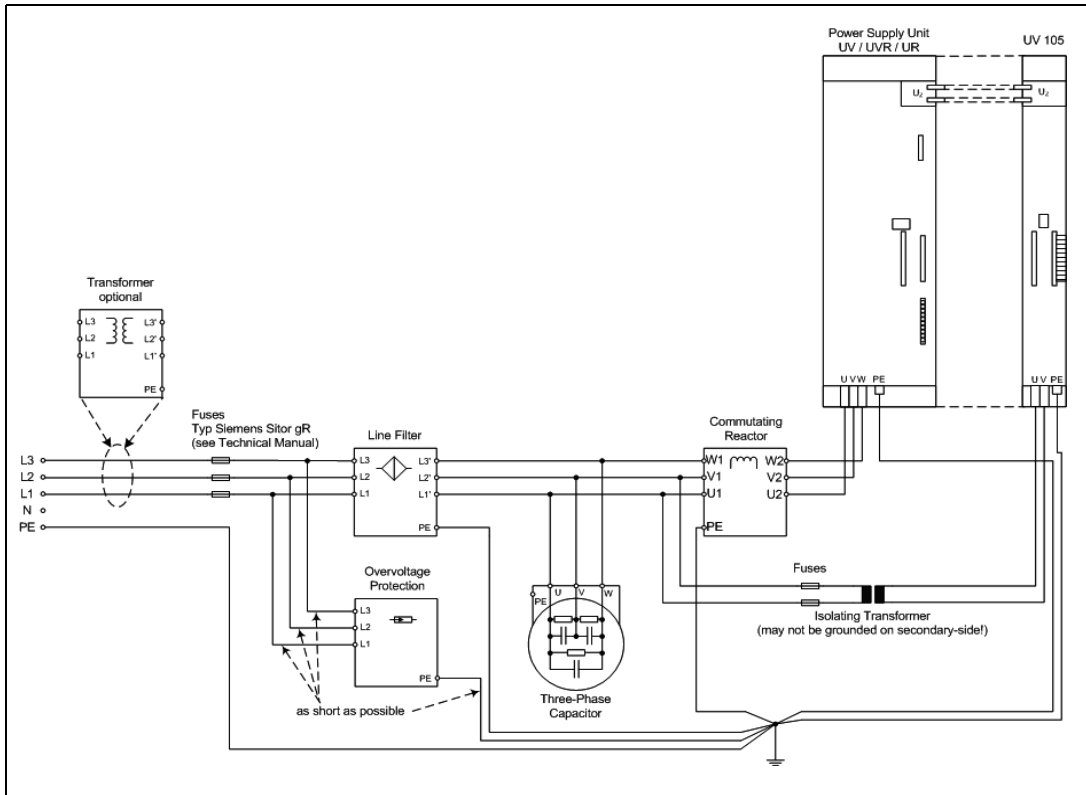 Power Supply Unit
UV / UVR / UR
UV 105
Uz
Uz
Transformer
optional
L3
L3'
L2
L2'
L1
L1'
PE
U V W
PE
U V
PE
Fuses
Typ Siemens Sitor gR
(see Technical Manual)
Line Filter
Commutating
Reactor
L3
L2
L1
N
PE
L3
L3'
L2
L2'
L1
L1'
PE
W1
W2
V1
V2
U1
U2
PE
Overvoltage
Protection
L3
L2
L1
PE
as short as possible
PE
U
V
W
Three-Phase
Capacitor
Fuses
Isolating Transformer
(may not be grounded on secondary-side!)